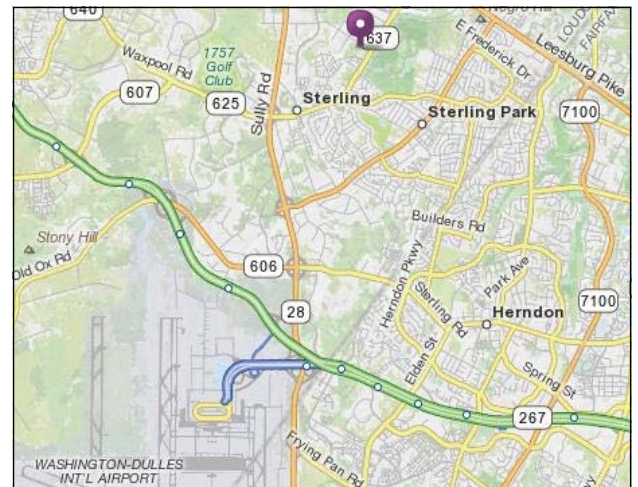 640
Negro Hill
LOUDO
FAIRFA
637
E Frederick Dr
Leesburg Pike
Waxpool Rd
1757
Golf
Club
607
625
Sully Rd
Sterling
Sterling Park
7100
Builders Rd
Stony Hill
Old Ox Rd
606
Herndon Pkwy
Park Ave
28
Sterling Rd
Herndon
7100
Elden St
Spring St
267
Frying Pan Rd
WASHINGTON-DULLES
INT'L AIRPORT